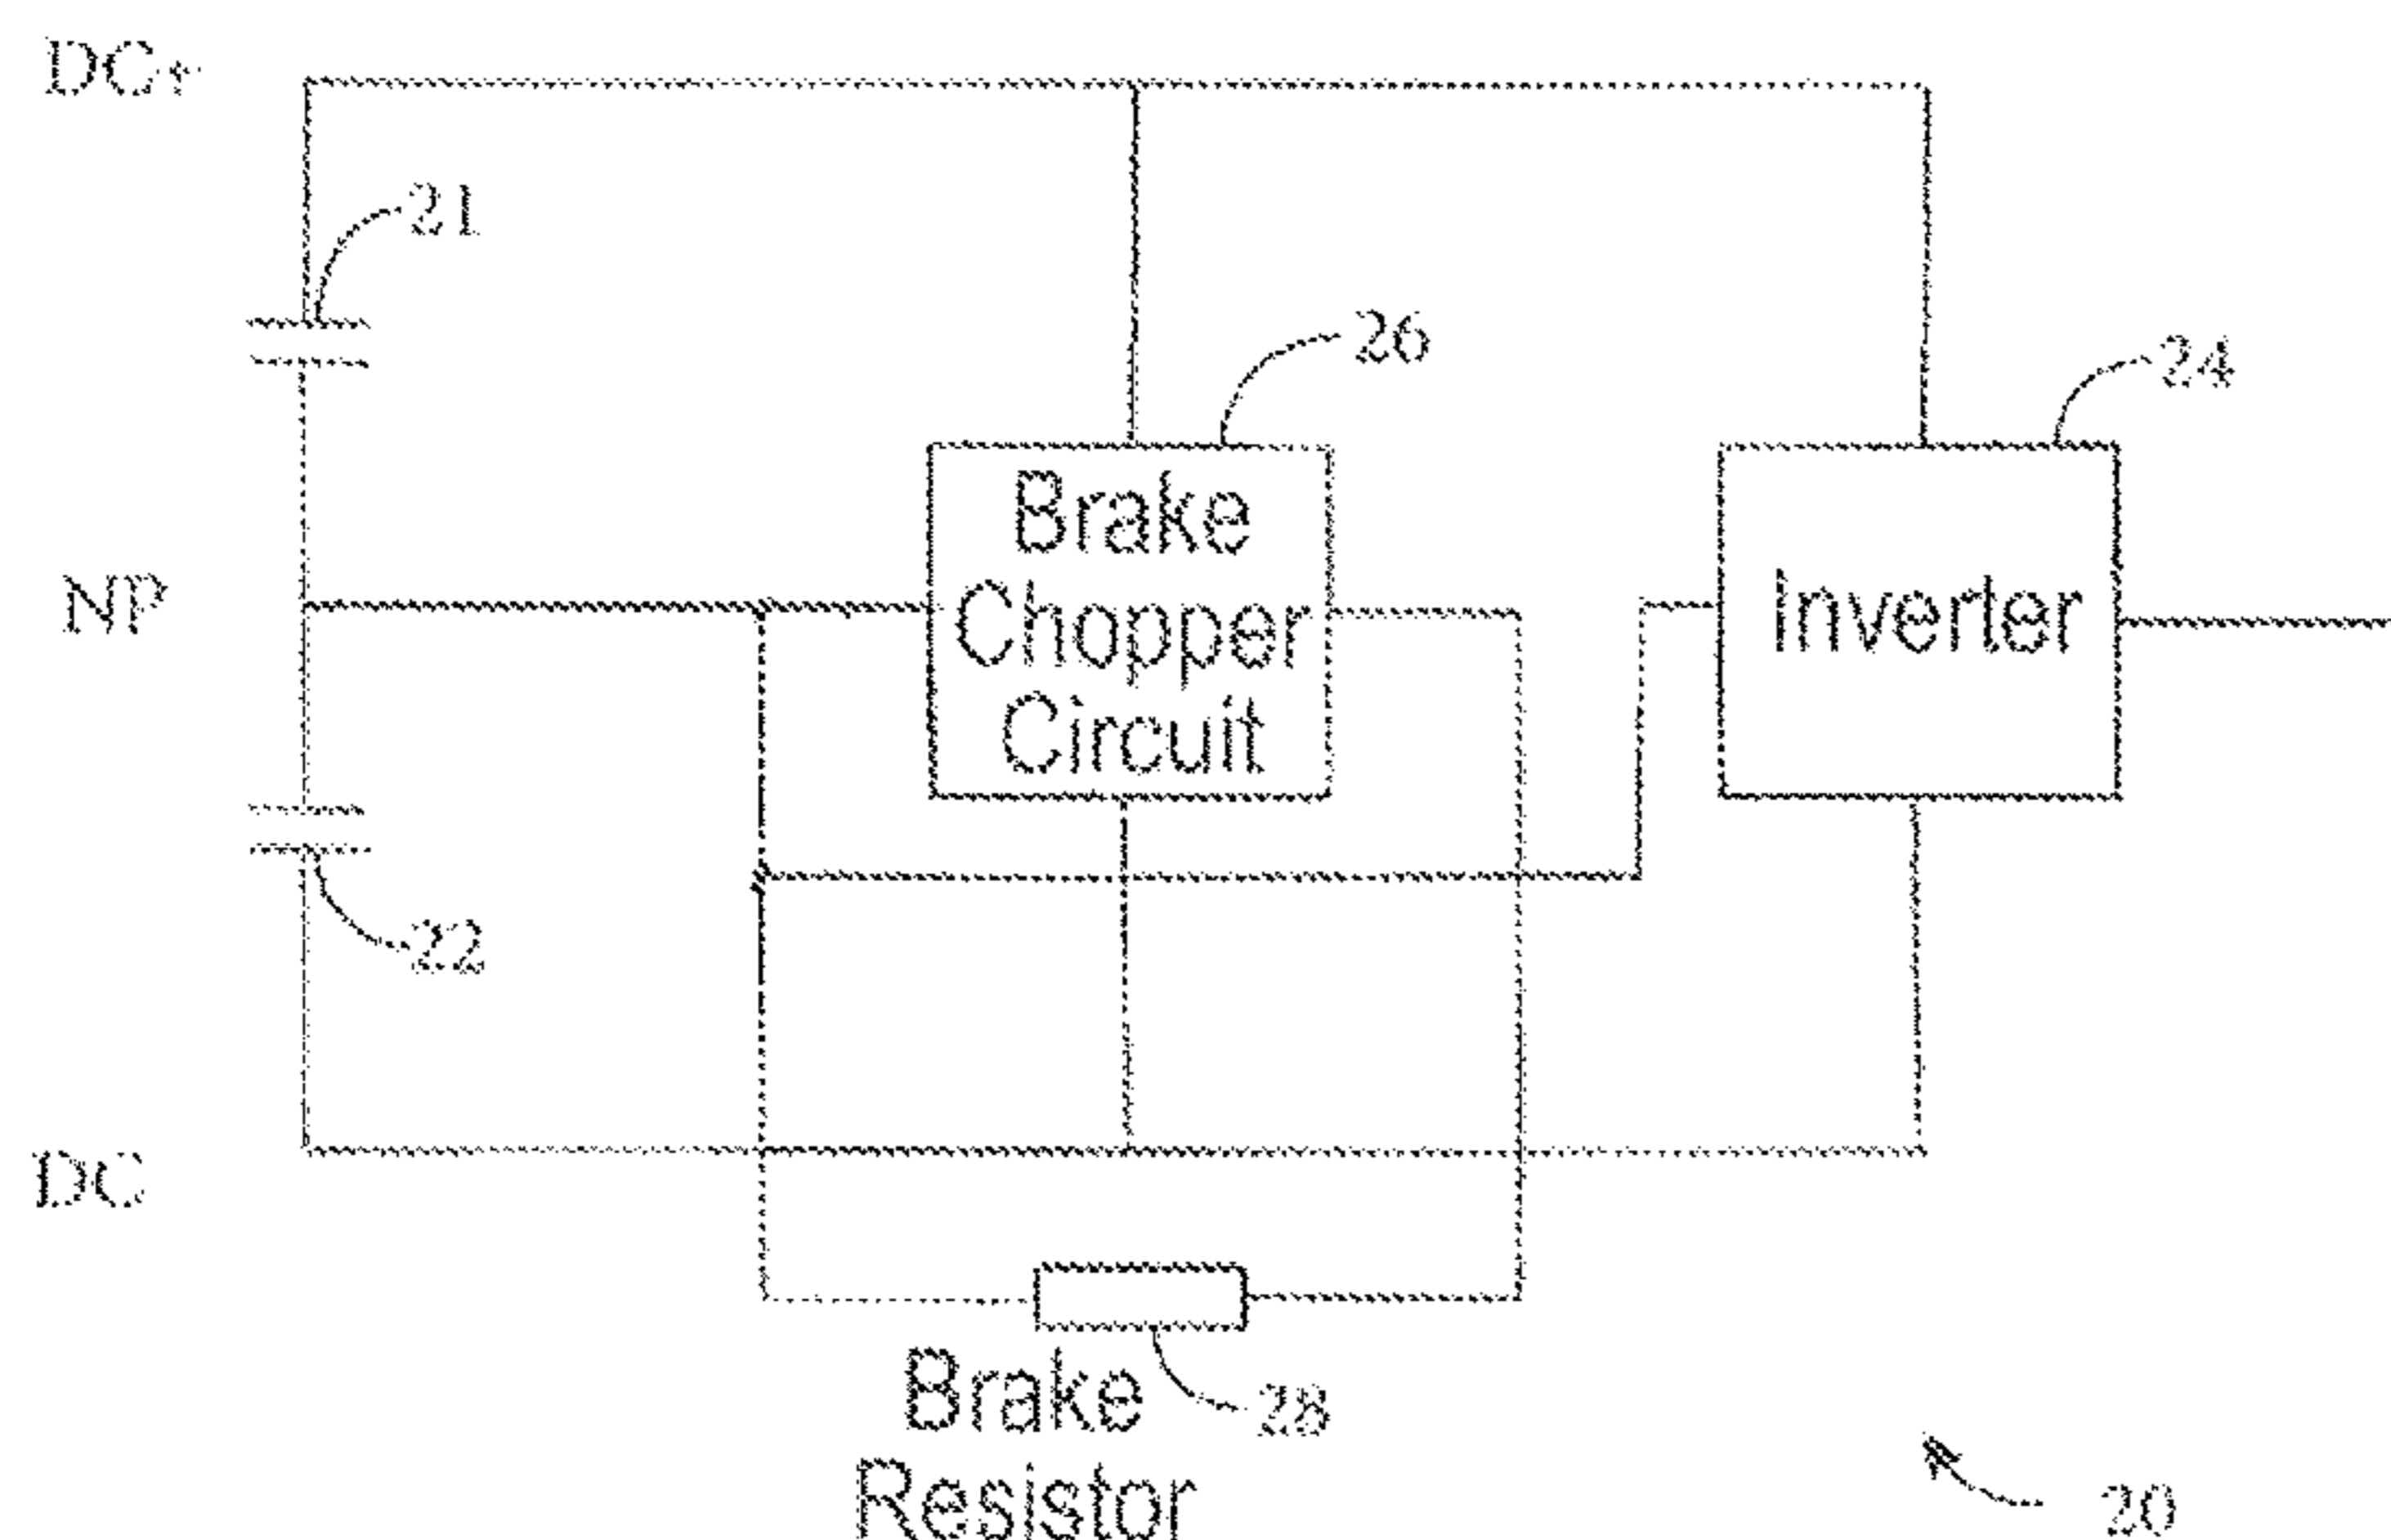 DC+
21
26
24
NP
Brake
Chopper
Circuit
Inverter
22
DC
28
Brake
Resistor
20